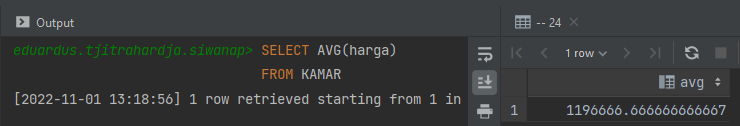 Output
-- 24
eduardus.tjitrahardja.siwanap> SELECT AVG(harga)
FROM KAMAR
[2022-11-01 13:18:56] 1 row retrieved starting from 1 in
1 row
avg
1 1196666.666666666667